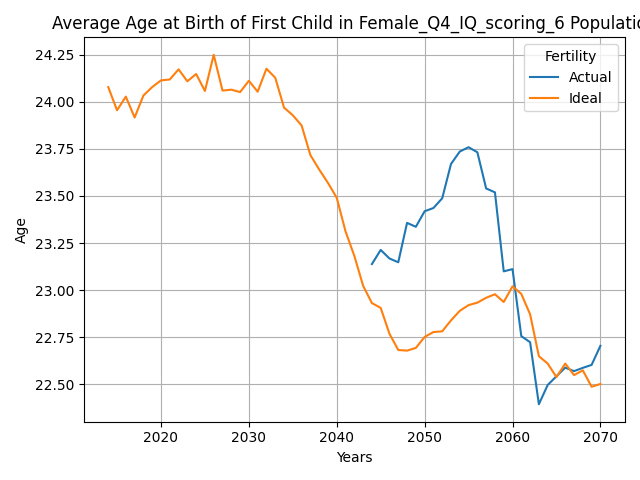 Average Age at Birth of First Child in Female_Q4_IQ_scoring_6 Populatio
24.25
24.00
23.75
23.50
23.25
23.00
22.75
22.50
Age
Fertility
Actual
Ideal
2020 2030 2040 2050 2060 2070
Years